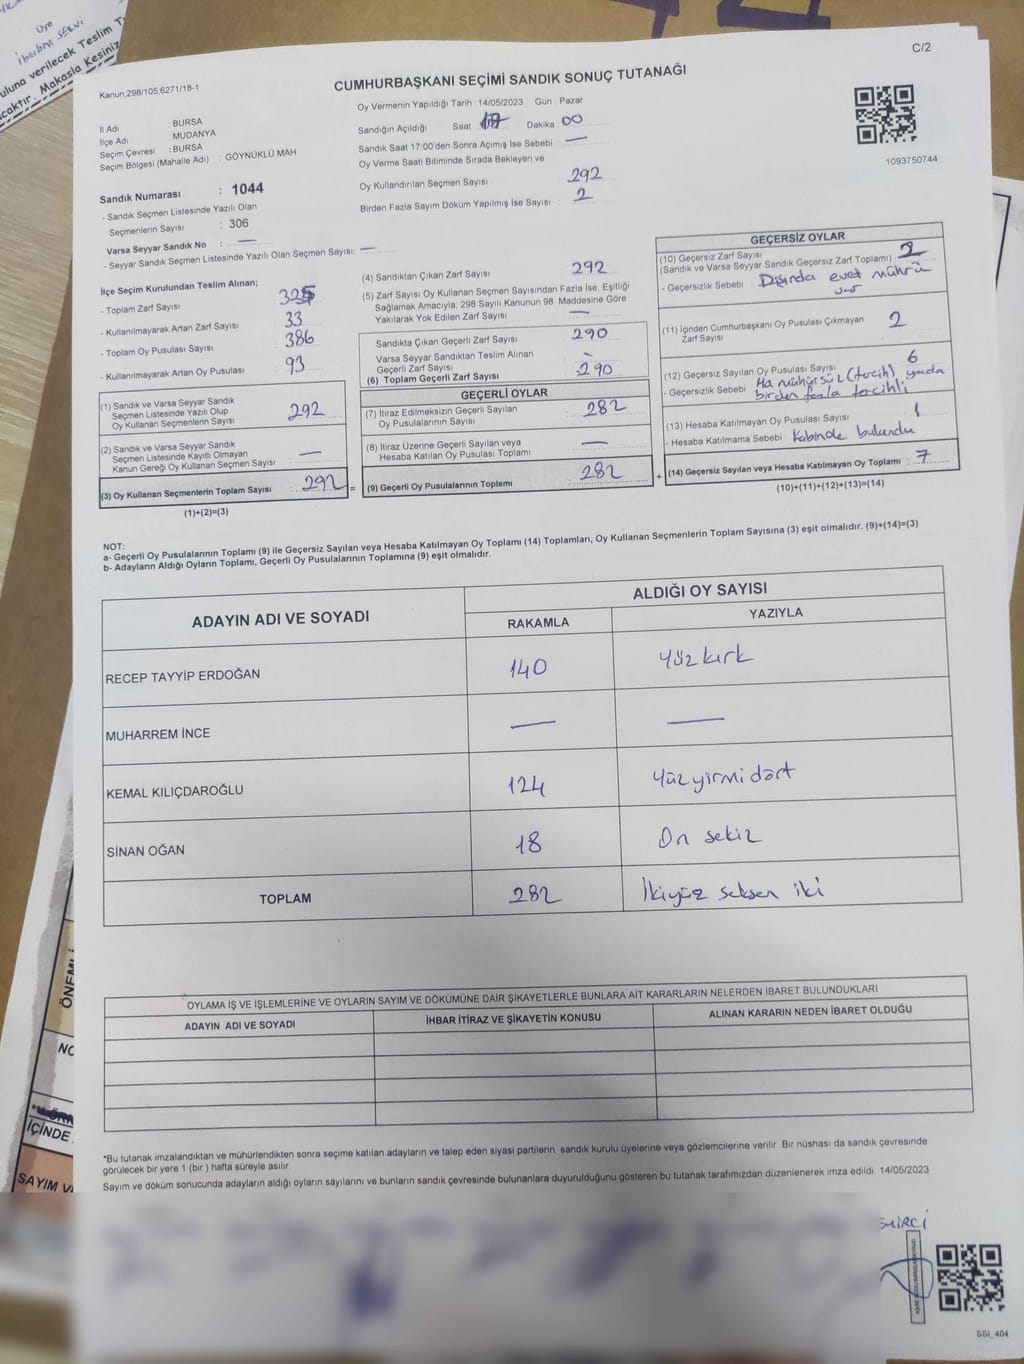 Üye
İbrahim SELVİ
uluna verilecek Teslim T
caktır. Makasla Kesiniz
C/2
Kanun:298/105,6271/18-1
CUMHURBAŞKANI SEÇİMİ SANDIK SONUÇ TUTANAĞI
Oy Vermenin Yapıldığı Tarih : 14/05/2023 Gün : Pazar
İl Adı : BURSA
İlçe Adı : MUDANYA
Seçim Çevresi : BURSA
Seçim Bölgesi (Mahalle Adı) : GÖYNÜKLÜ MAH
Sandığın Açıldığı Saat 17 Dakika 00
Sandık Saat 17:00'den Sonra Açımış İse Sebebi : —
Oy Verme Saati Bitiminde Sırada Bekleyen ve
Oy Kullandırılan Seçmen Sayısı : 292
Birden Fazla Sayım Döküm Yapılmış İse Sayısı : 2
1093750744
Sandık Numarası : 1044
- Sandık Seçmen Listesinde Yazılı Olan
Seçmenlerin Sayısı : 306
Varsa Seyyar Sandık No : —
- Seyyar Sandık Seçmen Listesinde Yazılı Olan Seçmen Sayısı : —
İlçe Seçim Kurulundan Teslim Alınan;
- Toplam Zarf Sayısı : 325
- Kullanılmayarak Artan Zarf Sayısı : 33
- Toplam Oy Pusulası Sayısı : 386
- Kullanılmayarak Artan Oy Pusulası : 93
(1) Sandık ve Varsa Seyyar Sandık
Seçmen Listesinde Yazılı Olup
Oy Kullanan Seçmenlerin Sayısı : 292
(2) Sandık ve Varsa Seyyar Sandık
Seçmen Listesinde Kayıtlı Olmayan
Kanun Gereği Oy Kullanan Seçmen Sayısı : —
(3) Oy Kullanan Seçmenlerin Toplam Sayısı : 292 =
(1)+(2)=(3)
(4) Sandıktan Çıkan Zarf Sayısı : 292
(5) Zarf Sayısı Oy Kullanan Seçmen Sayısından Fazla İse, Eşitliği
Sağlamak Amacıyla; 298 Sayılı Kanunun 98. Maddesine Göre
Yakılarak Yok Edilen Zarf Sayısı : —
Sandıkta Çıkan Geçerli Zarf Sayısı : 290
Varsa Seyyar Sandıktan Teslim Alınan
Geçerli Zarf Sayısı : -
(6) Toplam Geçerli Zarf Sayısı : 290
GEÇERLİ OYLAR
(7) İtiraz Edilmeksizin Geçerli Sayılan
Oy Pusulalarının Sayısı : 282
(8) İtiraz Üzerine Geçerli Sayılan veya
Hesaba Katılan Oy Pusulası Toplamı : —
(9) Geçerli Oy Pusulalarının Toplamı : 282 +
GEÇERSİZ OYLAR
(10) Geçersiz Zarf Sayısı
(Sandık ve Varsa Seyyar Sandık Geçersiz Zarf Toplamı) : 2
- Geçersizlik Sebebi : Dışında evet mührü
var
(11) İçinden Cumhurbaşkanı Oy Pusulası Çıkmayan
Zarf Sayısı : 2
(12) Geçersiz Sayılan Oy Pusulası Sayısı : 6
- Geçersizlik Sebebi : mühürsüz (tercih) yada
birden fazla tercihli
(13) Hesaba Katılmayan Oy Pusulası Sayısı : 1
- Hesaba Katılmama Sebebi : Kabinde bulundu
(14) Geçersiz Sayılan veya Hesaba Katılmayan Oy Toplamı : 7
(10)+(11)+(12)+(13)=(14)
NOT:
a- Geçerli Oy Pusulalarının Toplamı (9) ile Geçersiz Sayılan veya Hesaba Katılmayan Oy Toplamı (14) Toplamları, Oy Kullanan Seçmenlerin Toplam Sayısına (3) eşit olmalıdır. (9)+(14)=(3)
b- Adayların Aldığı Oyların Toplamı, Geçerli Oy Pusulalarının Toplamına (9) eşit olmalıdır.
ADAYIN ADI VE SOYADI
ALDIĞI OY SAYISI
RAKAMLA YAZIYLA
RECEP TAYYİP ERDOĞAN 140 Yüz kırk
MUHARREM İNCE — —
KEMAL KILIÇDAROĞLU 124 Yüz yirmi dört
SİNAN OĞAN 18 On sekiz
TOPLAM 282 İkiyüz seksen iki
OYLAMA İŞ VE İŞLEMLERİNE VE OYLARIN SAYIM VE DÖKÜMÜNE DAİR ŞİKAYETLERLE BUNLARA AİT KARARLARIN NELERDEN İBARET BULUNDUKLARI
ADAYIN ADI VE SOYADI İHBAR İTİRAZ VE ŞİKAYETİN KONUSU ALINAN KARARIN NEDEN İBARET OLDUĞU
*Bu tutanak imzalandıktan ve mühürlendikten sonra seçime katılan adayların ve talep eden siyasi partilerin sandık kurulu üyelerine veya gözlemcilerine verilir. Bir nüshası da sandık çevresinde
görülecek bir yere 1 (bir ) hafta süreyle asılır.
Sayım ve döküm sonucunda adayların aldığı oyların sayılarını ve bunların sandık çevresinde bulunanlara duyurulduğunu gösteren bu tutanak tarafımızdan düzenlenerek imza edildi. 14/05/2023
ÖNEMLİ
NO
İÇİNDE
SAYIM V
EMİRCİ
SSI_404